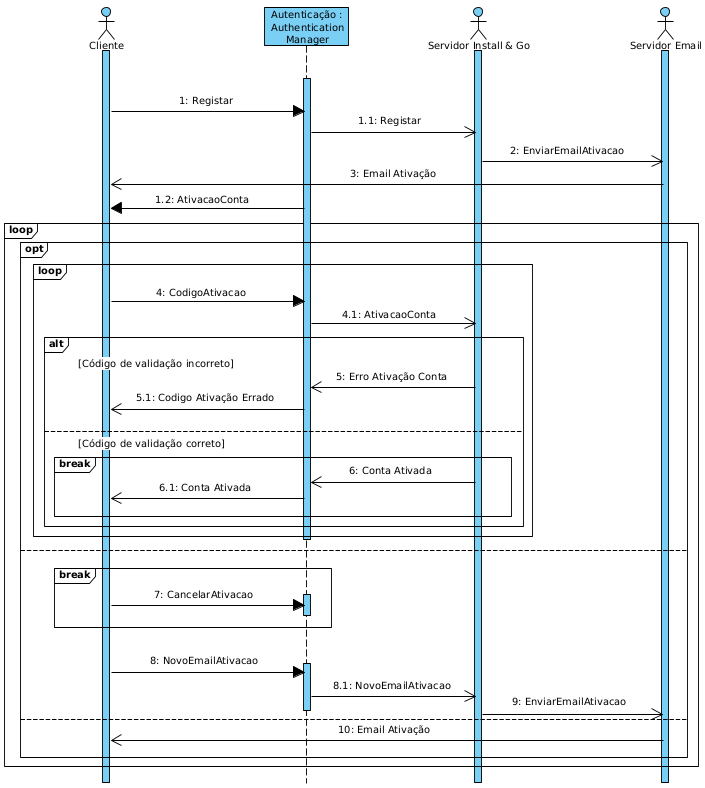 Cliente
Autenticação :
Authentication
Manager
Servidor Install & Go
Servidor Email
1: Registar
1.1: Registar
2: EnviarEmailAtivacao
3: Email Ativação
1.2: AtivacaoConta
loop
opt
loop
4: CodigoAtivacao
4.1: AtivacaoConta
alt
[Código de validação incorreto]
5: Erro Ativação Conta
5.1: Codigo Ativação Errado
[Código de validação correto]
break
6: Conta Ativada
6.1: Conta Ativada
break
7: CancelarAtivacao
8: NovoEmailAtivacao
8.1: NovoEmailAtivacao
9: EnviarEmailAtivacao
10: Email Ativação